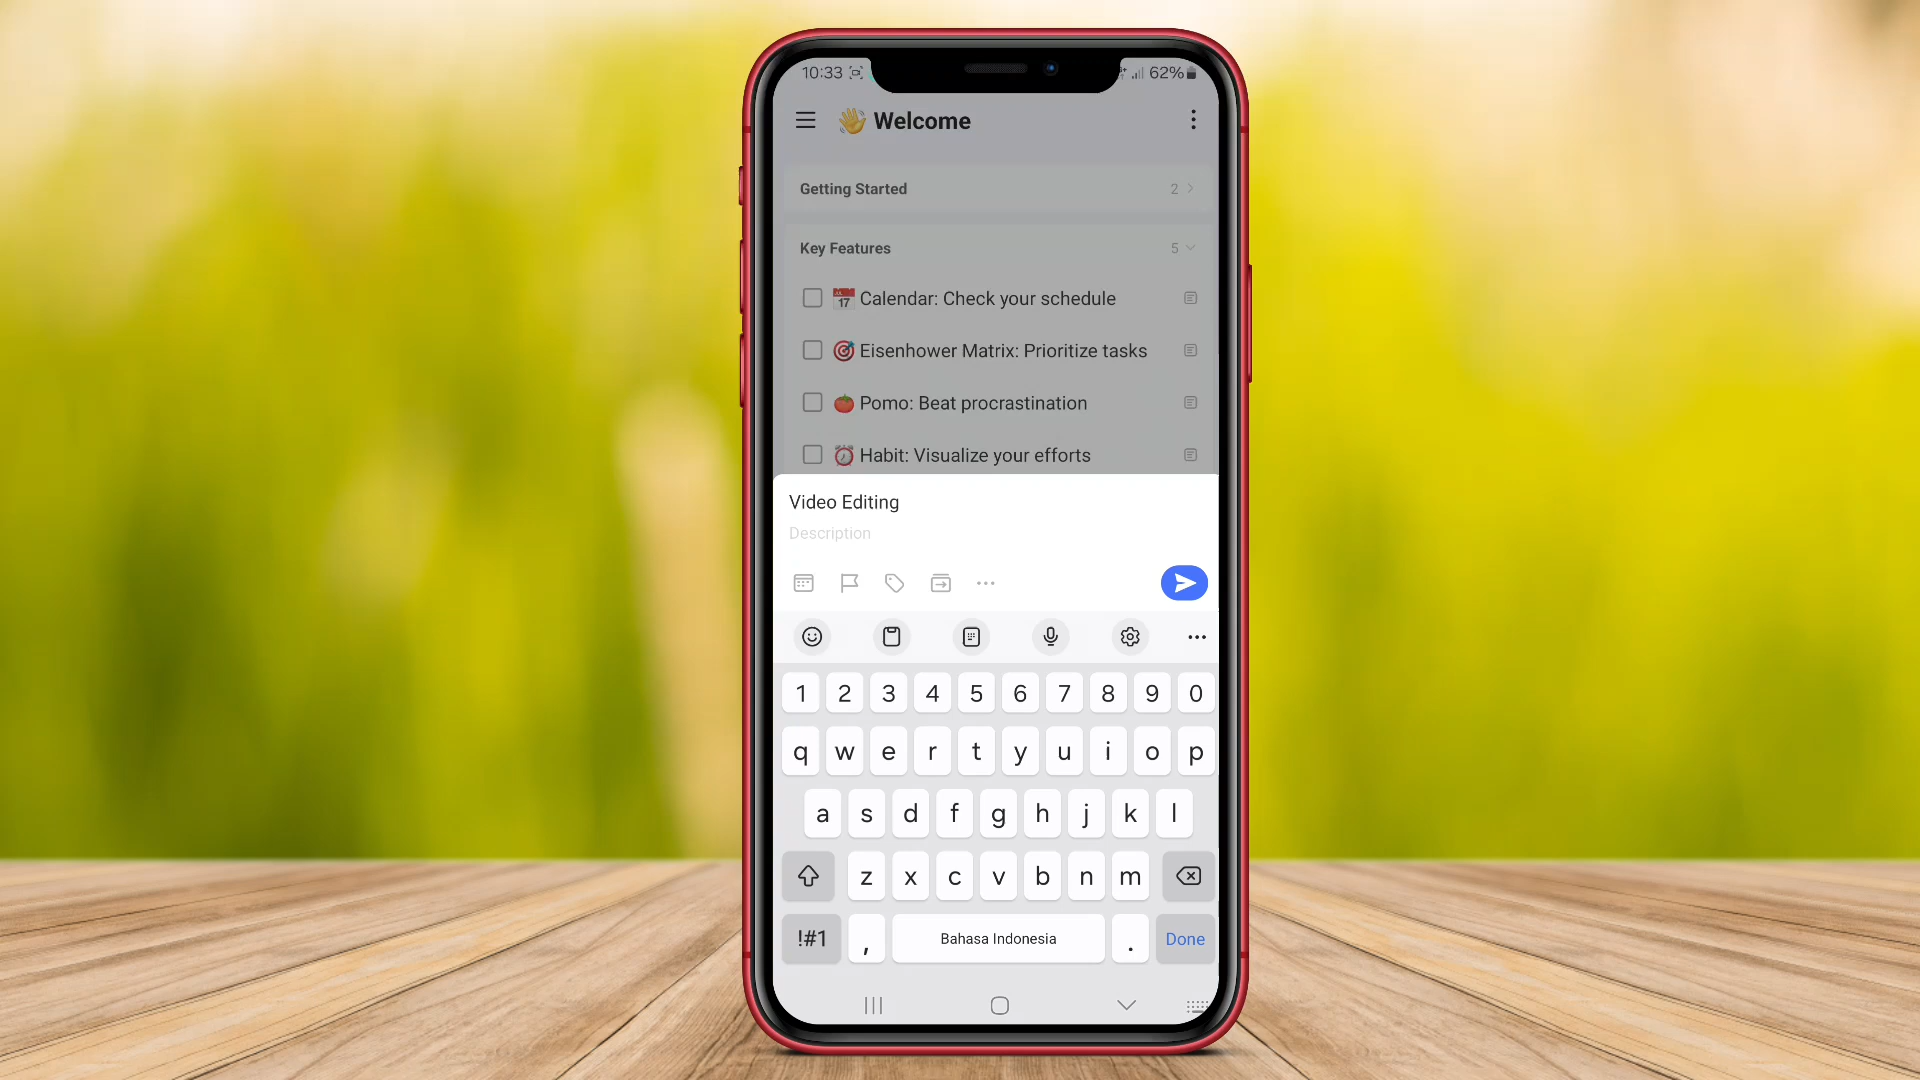 10:33 62%
👋 Welcome
Getting Started 2
Key Features 5
17 Calendar: Check your schedule
Eisenhower Matrix: Prioritize tasks
Pomo: Beat procrastination
Habit: Visualize your efforts
Video Editing
Description
1 2 3 4 5 6 7 8 9 0
q w e r t y u i o p
a s d f g h j k l
z x c v b n m
!#1 , Bahasa Indonesia . Done